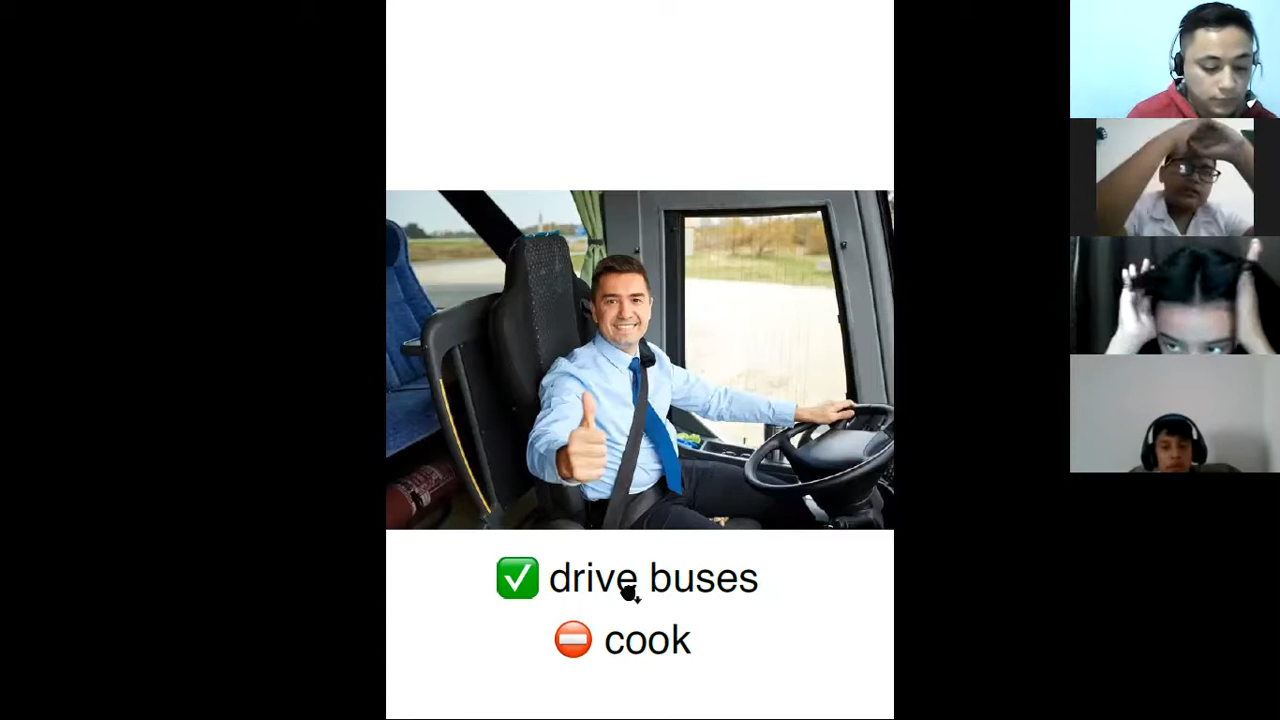 ✅ drive buses
⛔ cook